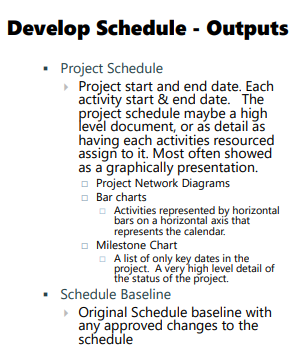 Develop Schedule - Outputs
Project Schedule
Project start and end date. Each
activity start & end date. The
project schedule maybe a high
level document, or as detail as
having each activities resourced
assign to it. Most often showed
as a graphically presentation.
Project Network Diagrams
Bar charts
Activities represented by horizontal
bars on a horizontal axis that
represents the calendar.
Milestone Chart
A list of only key dates in the
project. A very high level detail of
the status of the project.
Schedule Baseline
Original Schedule baseline with
any approved changes to the
schedule